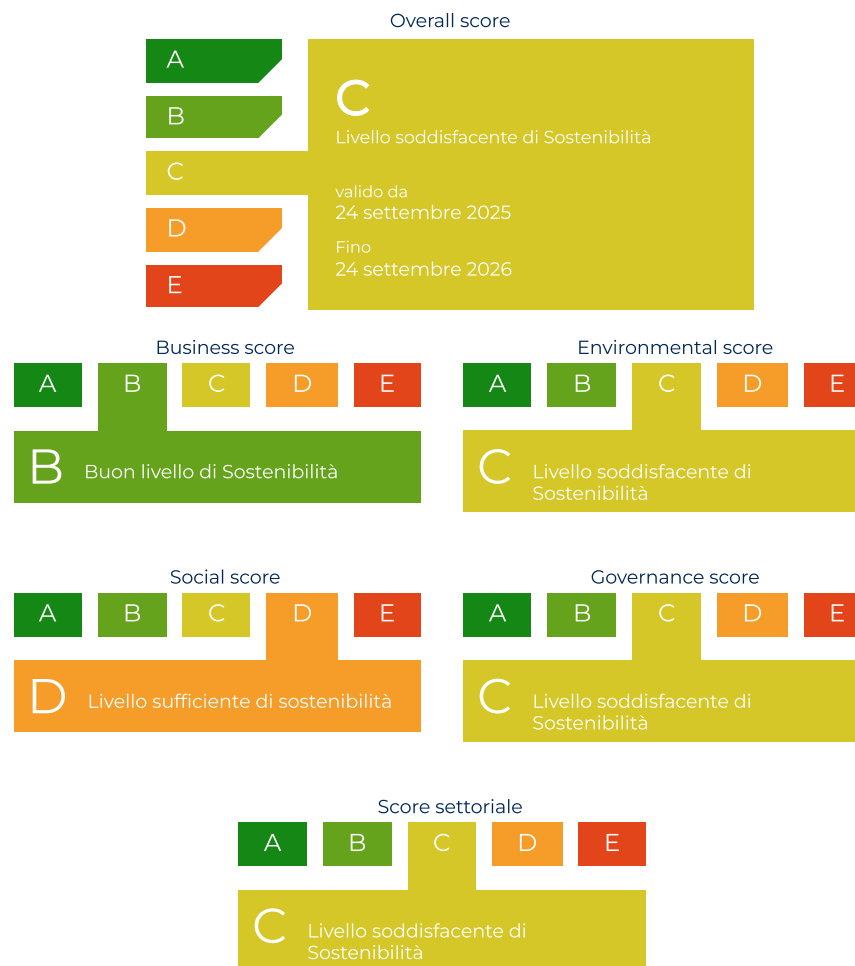 Overall score
A
B
C
D
E
C
Livello soddisfacente di Sostenibilità
valido da
24 settembre 2025
Fino
24 settembre 2026
Business score
A B C D E
B Buon livello di Sostenibilità
Environmental score
A B C D E
C Livello soddisfacente di
Sostenibilità
Social score
A B C D E
D Livello sufficiente di sostenibilità
Governance score
A B C D E
C Livello soddisfacente di
Sostenibilità
Score settoriale
A B C D E
C Livello soddisfacente di
Sostenibilità